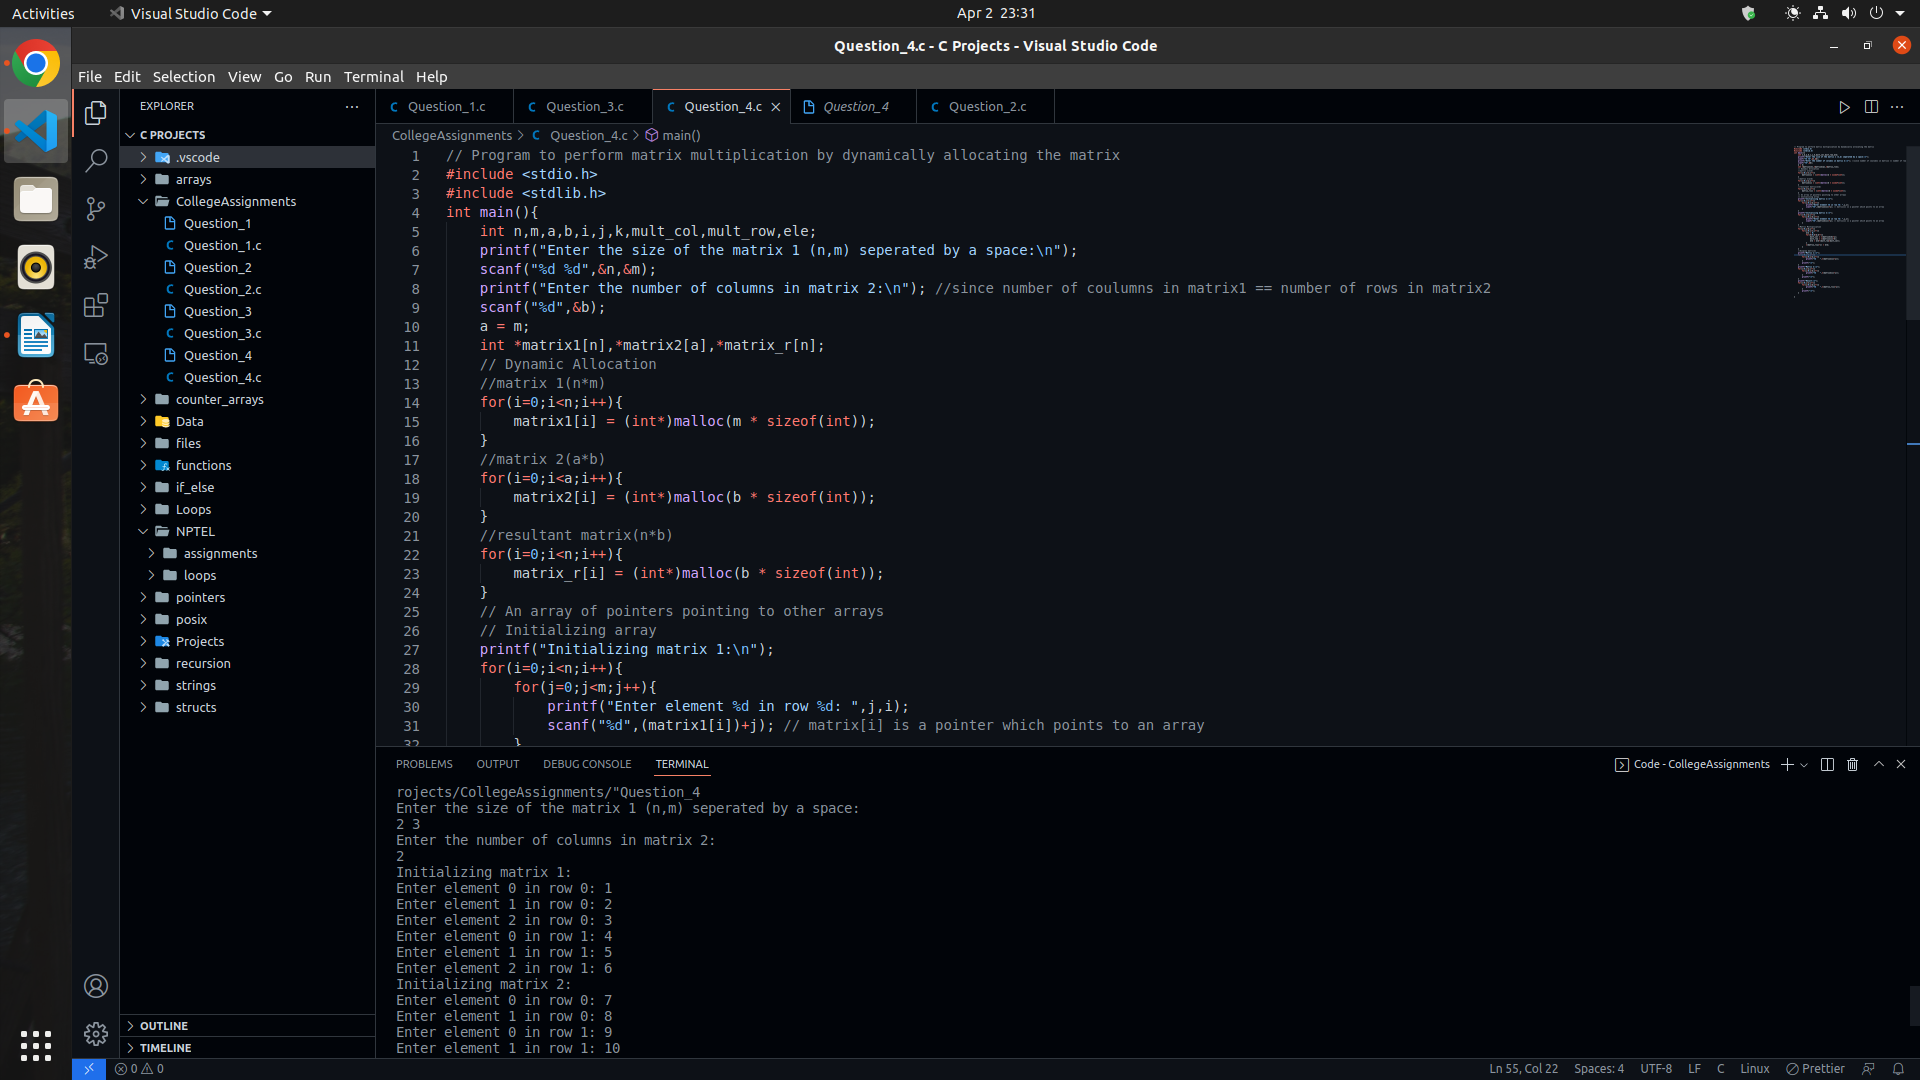 Activities
Visual Studio Code
Apr 2 23:31
Question_4.c - C Projects - Visual Studio Code
File Edit Selection View Go Run Terminal Help
EXPLORER
C PROJECTS
.vscode
arrays
CollegeAssignments
Question_1
Question_1.c
Question_2
Question_2.c
Question_3
Question_3.c
Question_4
Question_4.c
counter_arrays
Data
files
functions
if_else
Loops
NPTEL
assignments
loops
pointers
posix
Projects
recursion
strings
structs
OUTLINE
TIMELINE
Question_1.c Question_3.c Question_4.c Question_4 Question_2.c
CollegeAssignments > C Question_4.c > main()
1 // Program to perform matrix multiplication by dynamically allocating the matrix
2 #include <stdio.h>
3 #include <stdlib.h>
4 int main(){
5 int n,m,a,b,i,j,k,mult_col,mult_row,ele;
6 printf("Enter the size of the matrix 1 (n,m) seperated by a space:\n");
7 scanf("%d %d",&n,&m);
8 printf("Enter the number of columns in matrix 2:\n"); //since number of coulumns in matrix1 == number of rows in matrix2
9 scanf("%d",&b);
10 a = m;
11 int *matrix1[n],*matrix2[a],*matrix_r[n];
12 // Dynamic Allocation
13 //matrix 1(n*m)
14 for(i=0;i<n;i++){
15 matrix1[i] = (int*)malloc(m * sizeof(int));
16 }
17 //matrix 2(a*b)
18 for(i=0;i<a;i++){
19 matrix2[i] = (int*)malloc(b * sizeof(int));
20 }
21 //resultant matrix(n*b)
22 for(i=0;i<n;i++){
23 matrix_r[i] = (int*)malloc(b * sizeof(int));
24 }
25 // An array of pointers pointing to other arrays
26 // Initializing array
27 printf("Initializing matrix 1:\n");
28 for(i=0;i<n;i++){
29 for(j=0;j<m;j++){
30 printf("Enter element %d in row %d: ",j,i);
31 scanf("%d",(matrix1[i])+j); // matrix[i] is a pointer which points to an array
32 }
PROBLEMS OUTPUT DEBUG CONSOLE TERMINAL
Code - CollegeAssignments
rojects/CollegeAssignments/"Question_4
Enter the size of the matrix 1 (n,m) seperated by a space:
2 3
Enter the number of columns in matrix 2:
2
Initializing matrix 1:
Enter element 0 in row 0: 1
Enter element 1 in row 0: 2
Enter element 2 in row 0: 3
Enter element 0 in row 1: 4
Enter element 1 in row 1: 5
Enter element 2 in row 1: 6
Initializing matrix 2:
Enter element 0 in row 0: 7
Enter element 1 in row 0: 8
Enter element 0 in row 1: 9
Enter element 1 in row 1: 10
0 0
Ln 55, Col 22 Spaces: 4 UTF-8 LF C Linux Prettier